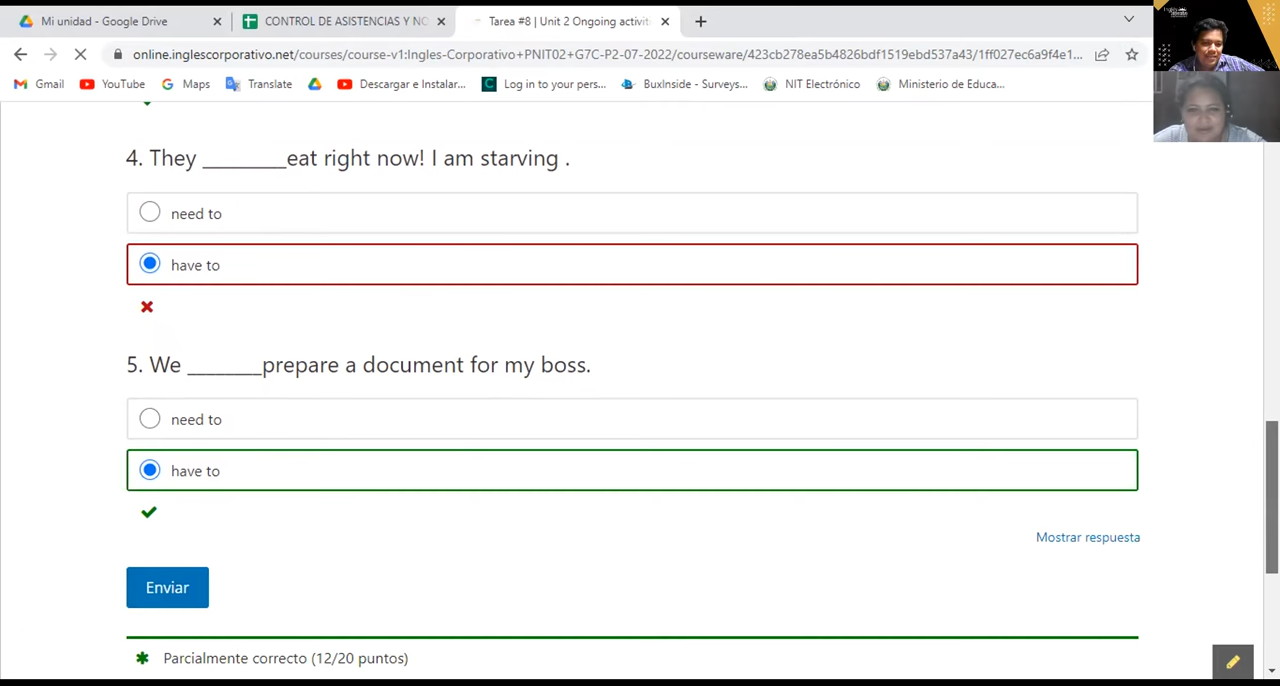 Mi unidad - Google Drive
CONTROL DE ASISTENCIAS Y NO
Tarea #8 | Unit 2 Ongoing activit
online.inglescorporativo.net/courses/course-v1:Ingles-Corporativo+PNIT02+G7C-P2-07-2022/courseware/423cb278ea5b4826bdf1519ebd537a43/1ff027ec6a9f4e1...
Gmail YouTube Maps Translate Descargar e Instalar... Log in to your pers... BuxInside - Surveys... NIT Electrónico Ministerio de Educa...
4. They _________eat right now! I am starving .
need to
have to
5. We ________prepare a document for my boss.
need to
have to
Mostrar respuesta
Enviar
Parcialmente correcto (12/20 puntos)